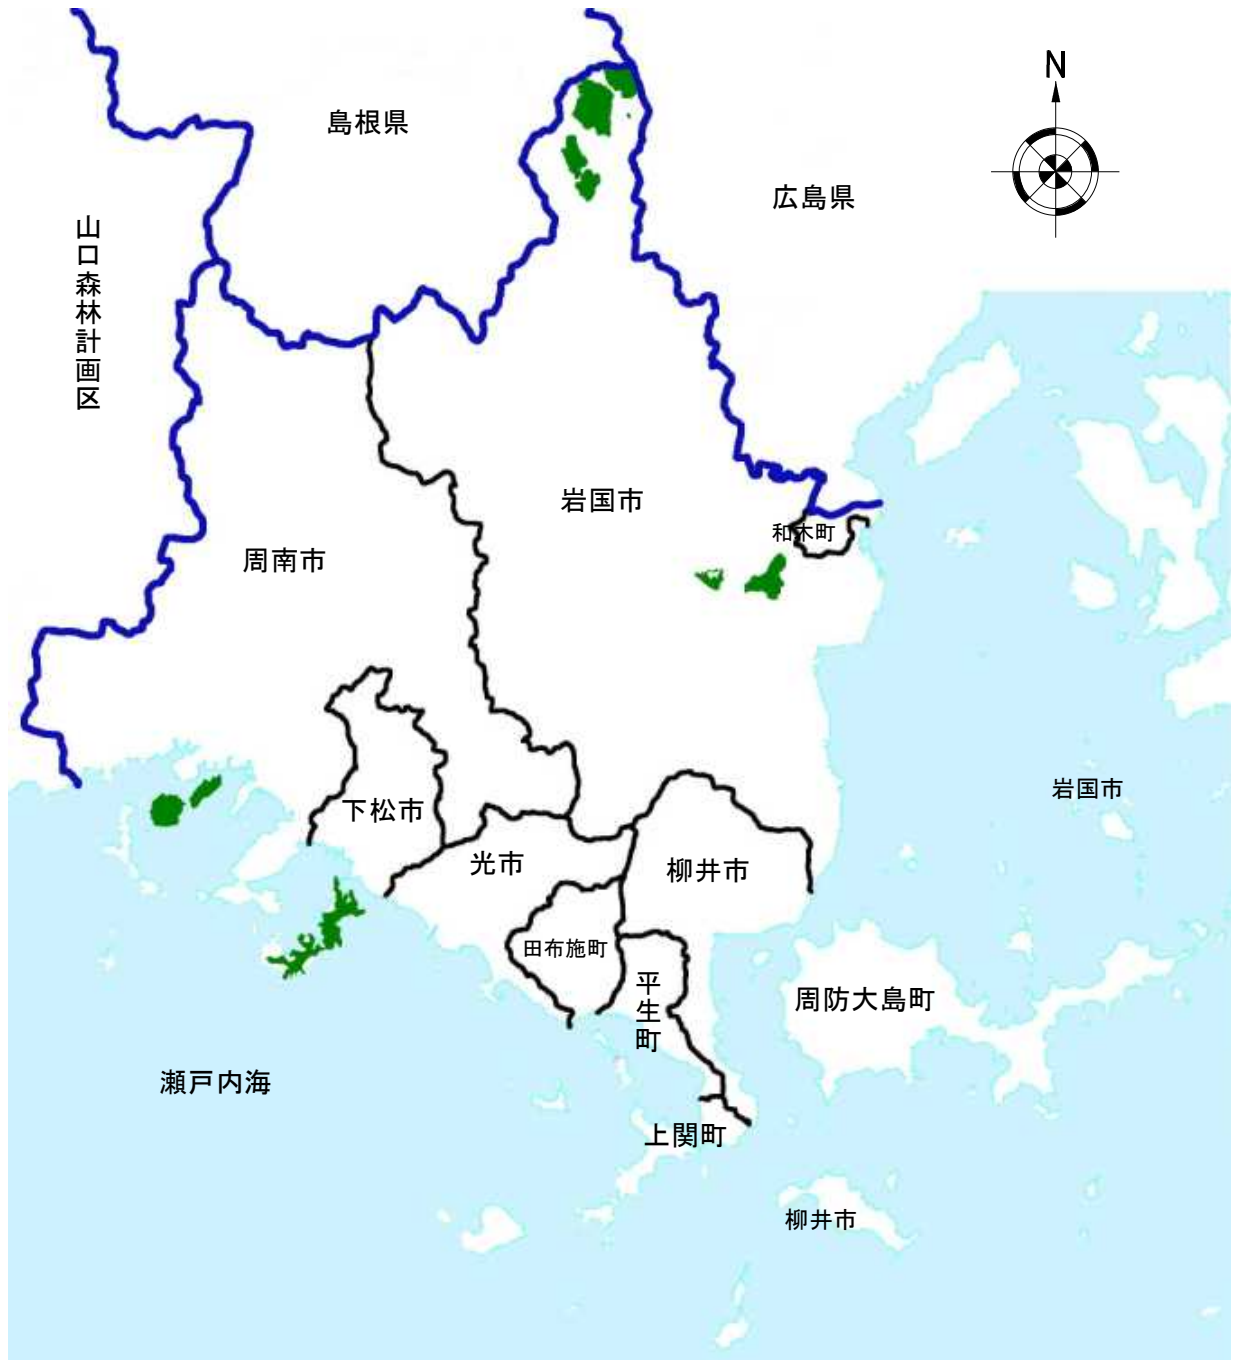 N
島根県
広島県
山口森林計画区
岩国市
和木町
周南市
岩国市
下松市
光市
柳井市
田布施町
平生町
周防大島町
瀬戸内海
上関町
柳井市